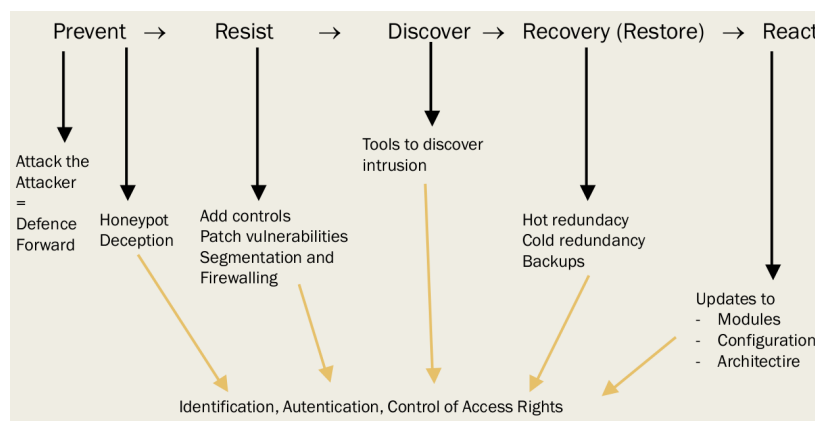 Prevent → Resist → Discover → Recovery (Restore) → React
Attack the
Attacker
=
Defence
Forward
Honeypot
Deception
Add controls
Patch vulnerabilities
Segmentation and
Firewalling
Tools to discover
intrusion
Hot redundacy
Cold redundancy
Backups
Updates to
- Modules
- Configuration
- Architectire
Identification, Autentication, Control of Access Rights